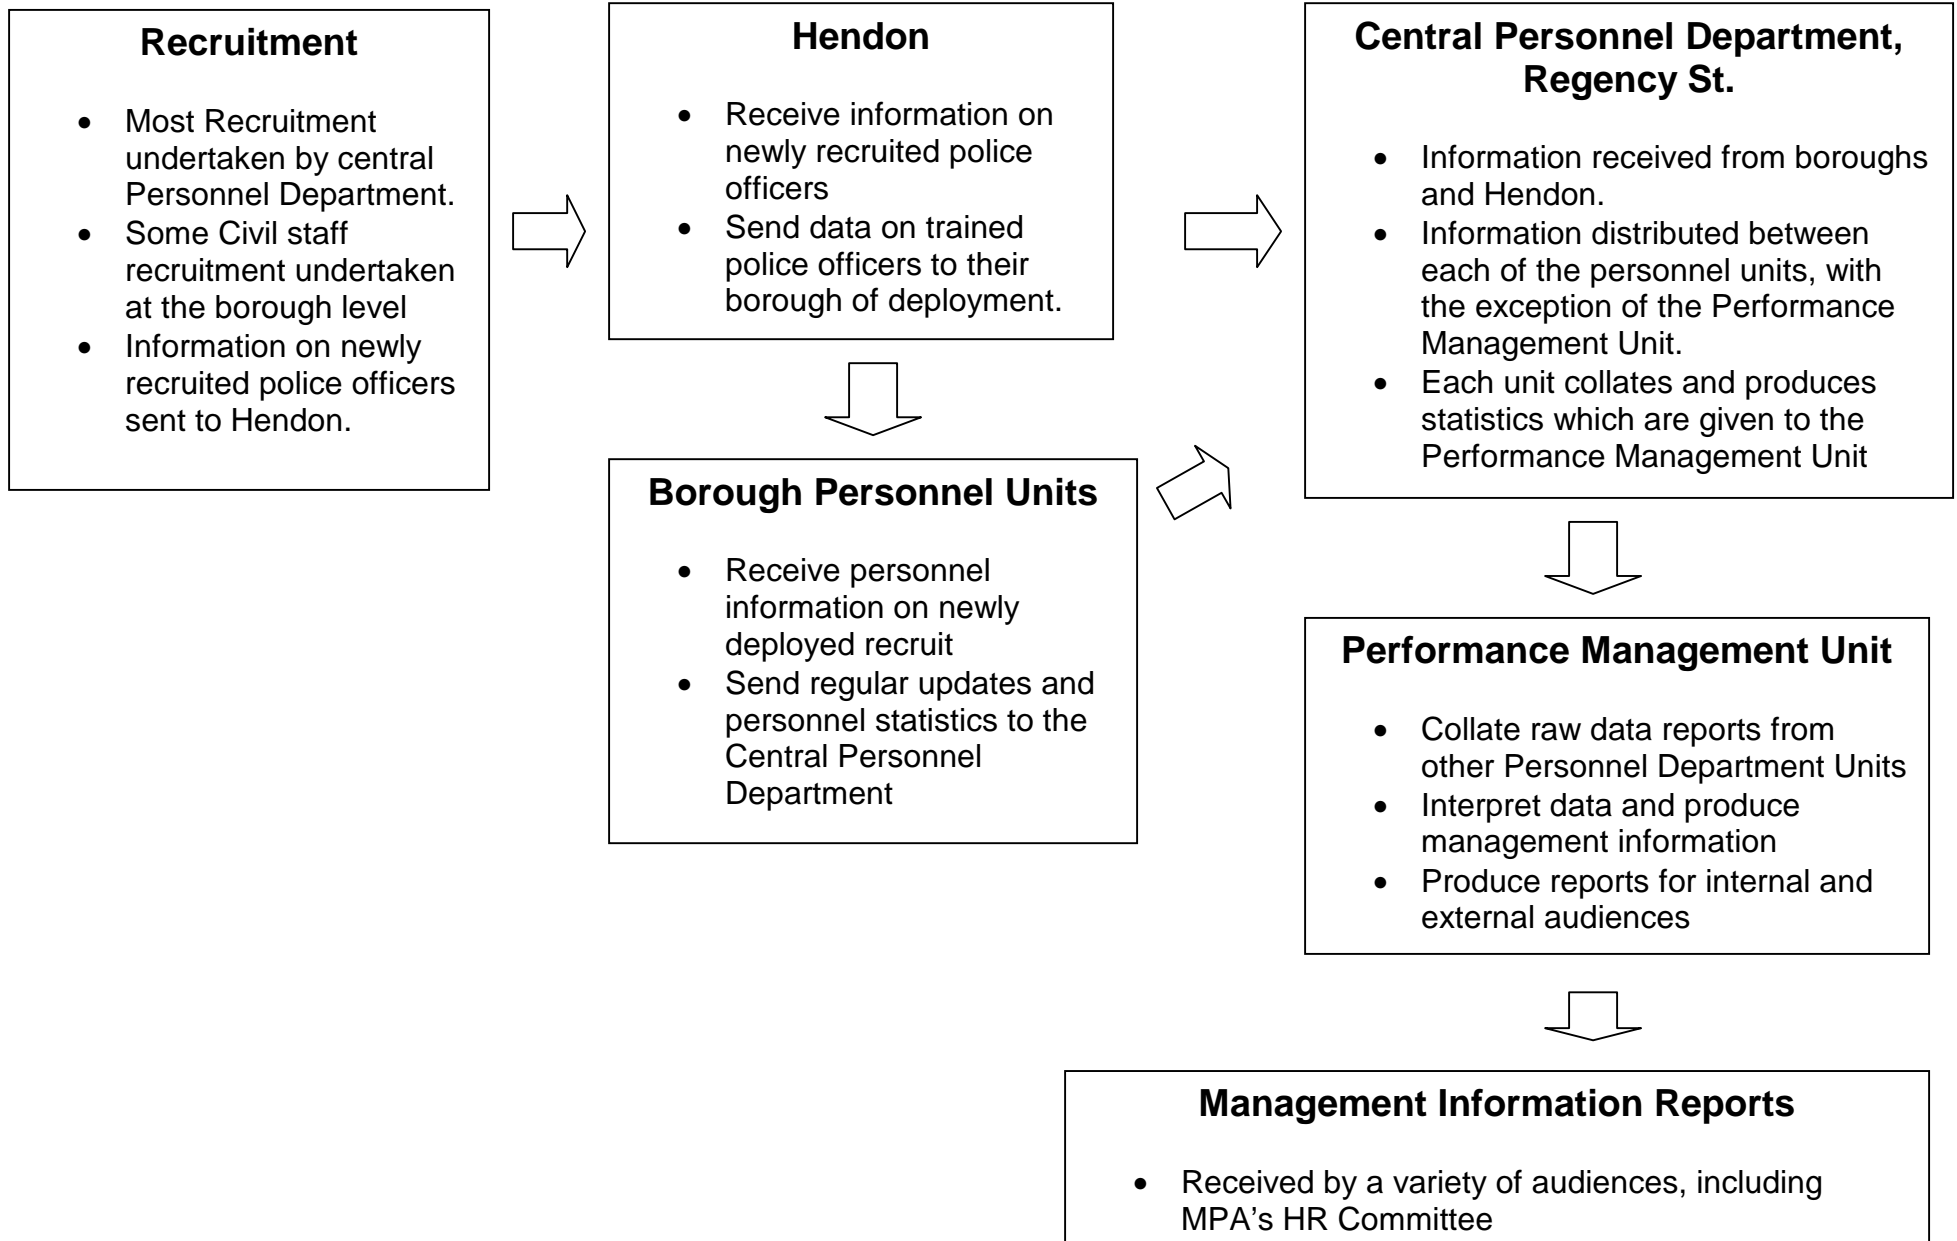 Recruitment
• Most Recruitment
undertaken by central
Personnel Department.
• Some Civil staff
recruitment undertaken
at the borough level
• Information on newly
recruited police officers
sent to Hendon.
Hendon
• Receive information on
newly recruited police
officers
• Send data on trained
police officers to their
borough of deployment.
Borough Personnel Units
• Receive personnel
information on newly
deployed recruit
• Send regular updates and
personnel statistics to the
Central Personnel
Department
Central Personnel Department,
Regency St.
• Information received from boroughs
and Hendon.
• Information distributed between
each of the personnel units, with
the exception of the Performance
Management Unit.
• Each unit collates and produces
statistics which are given to the
Performance Management Unit
Performance Management Unit
• Collate raw data reports from
other Personnel Department Units
• Interpret data and produce
management information
• Produce reports for internal and
external audiences
Management Information Reports
• Received by a variety of audiences, including
MPA's HR Committee